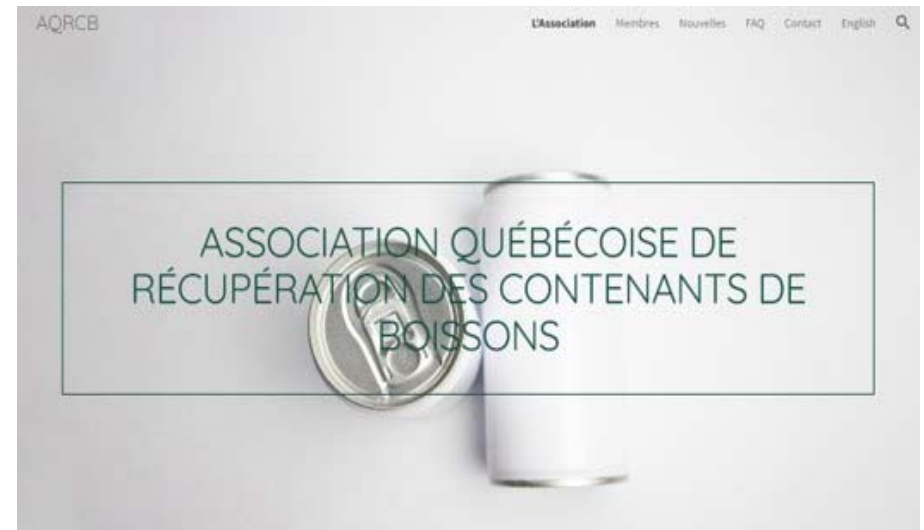 AQRCB
L'Association Membres Nouvelles FAQ Contact English
ASSOCIATION QUÉBÉCOISE DE
RÉCUPÉRATION DES CONTENANTS DE
BOISSONS